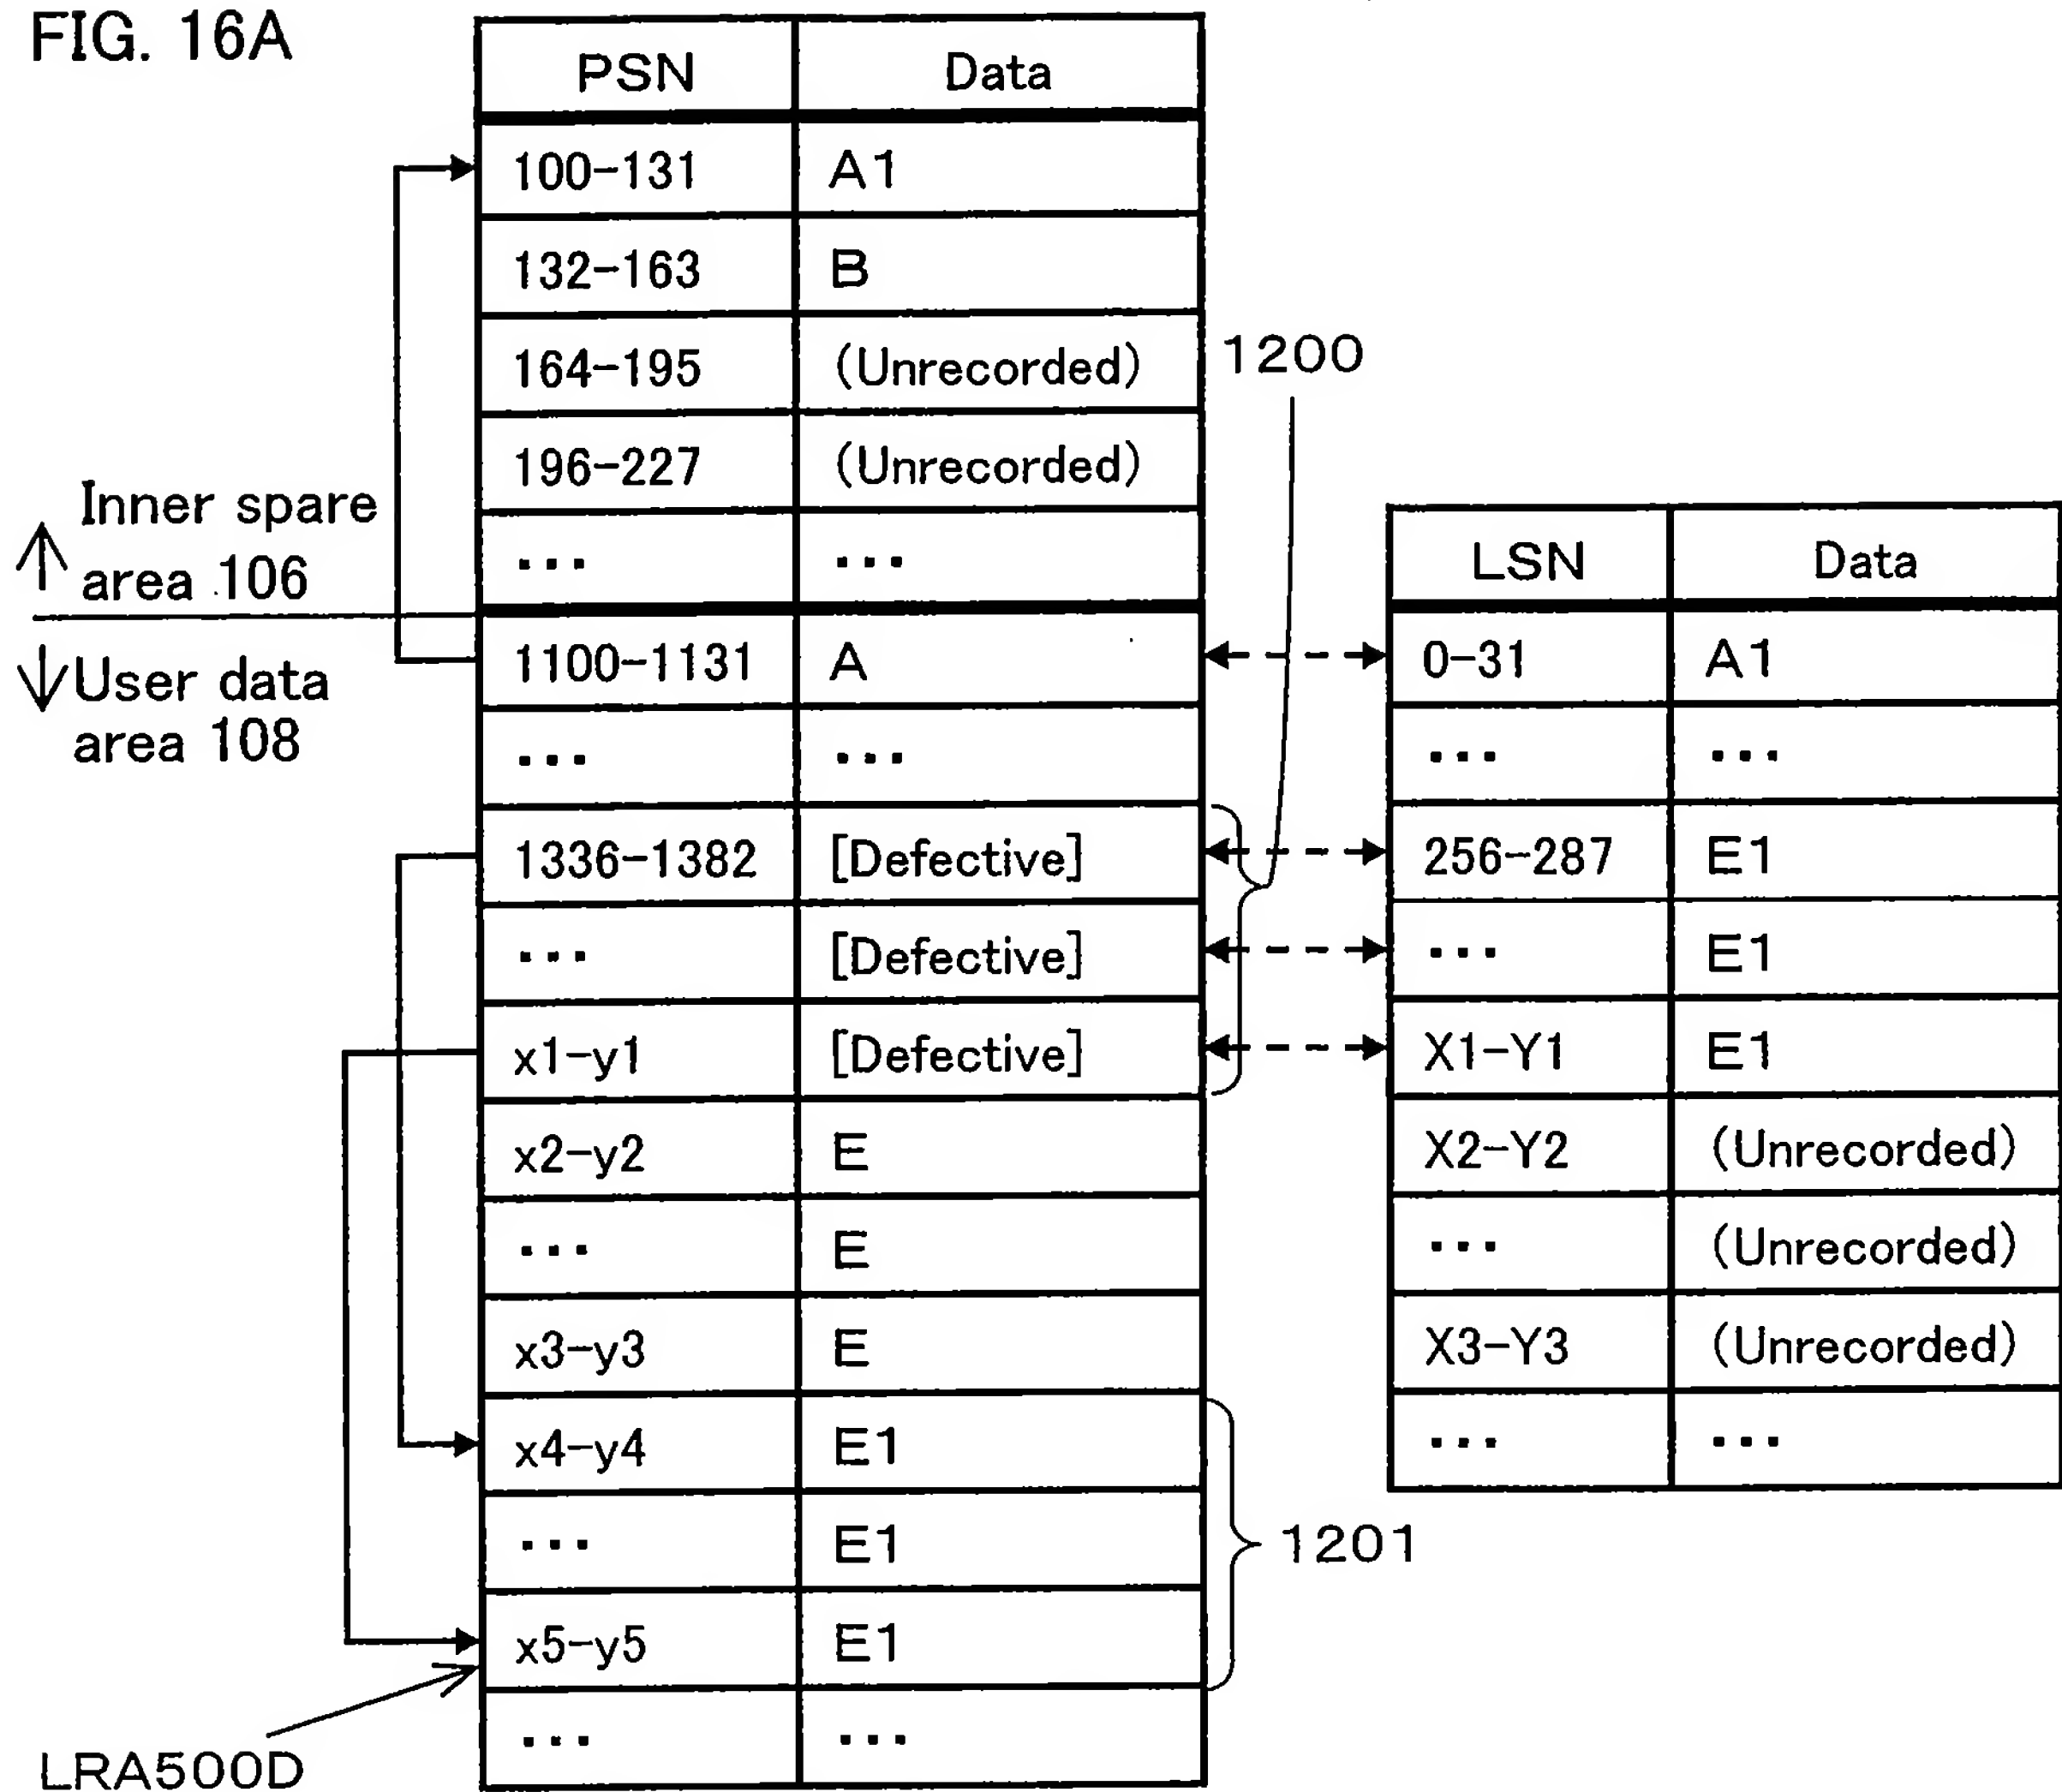 FIG. 16A
PSN Data
100-131 A1
132-163 B
164-195 (Unrecorded)
196-227 (Unrecorded)
... ...
1100-1131 A
... ...
1336-1382 [Defective]
... [Defective]
x1-y1 [Defective]
x2-y2 E
... E
x3-y3 E
x4-y4 E1
... E1
x5-y5 E1
... ...
Inner spare
area 106
User data
area 108
LRA500D
1200
1201
LSN Data
0-31 A1
... ...
256-287 E1
... E1
X1-Y1 E1
X2-Y2 (Unrecorded)
... (Unrecorded)
X3-Y3 (Unrecorded)
... ...